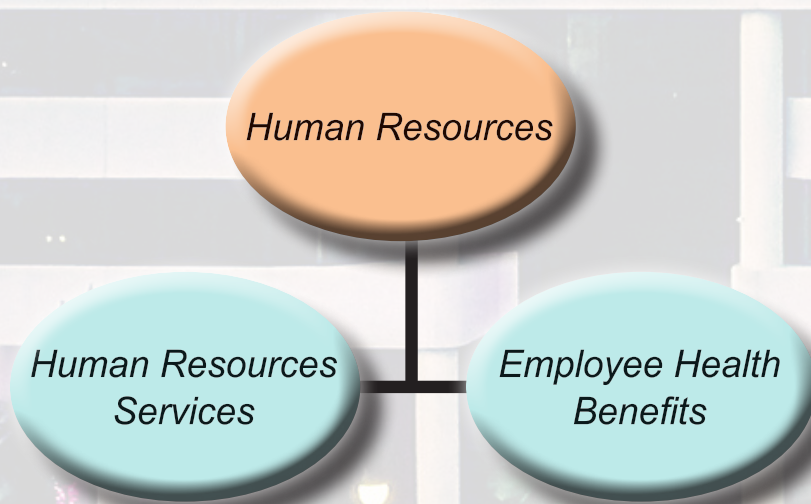 Human Resources
Human Resources
Services
Employee Health
Benefits